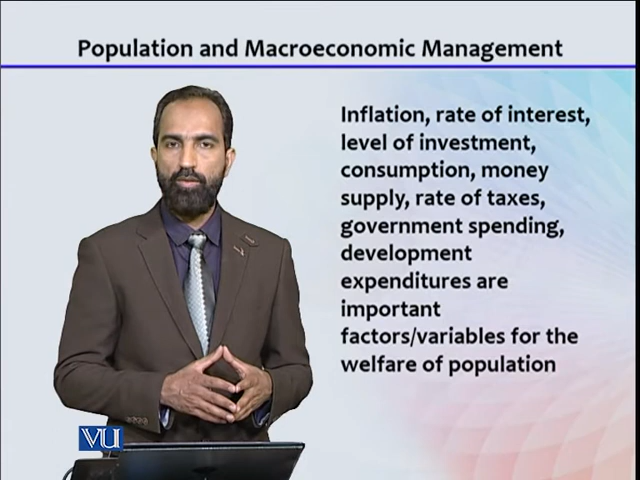 Population and Macroeconomic Management
Inflation, rate of interest,
level of investment,
consumption, money
supply, rate of taxes,
government spending,
development
expenditures are
important
factors/variables for the
welfare of population
VU